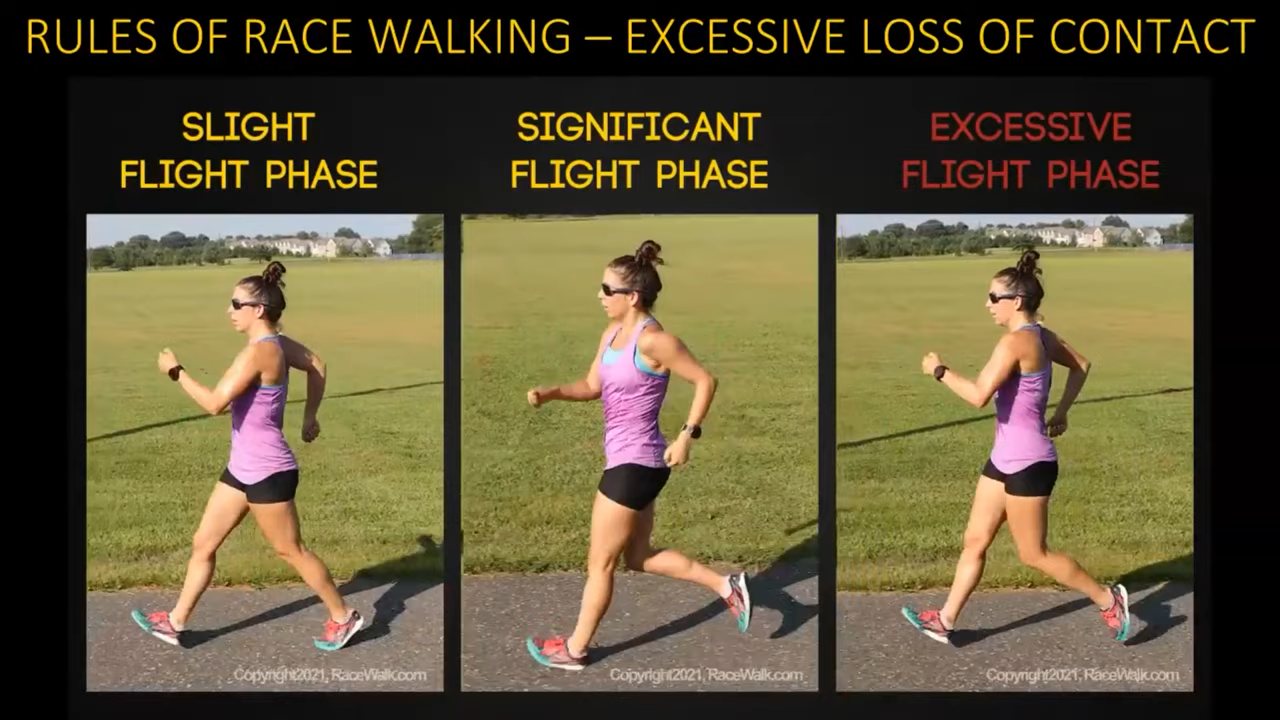 RULES OF RACE WALKING – EXCESSIVE LOSS OF CONTACT
SLIGHT
FLIGHT PHASE
SIGNIFICANT
FLIGHT PHASE
EXCESSIVE
FLIGHT PHASE
Copyright2021, RaceWalk.com
Copyright2021, RaceWalk.com
Copyright2021, RaceWalk.com